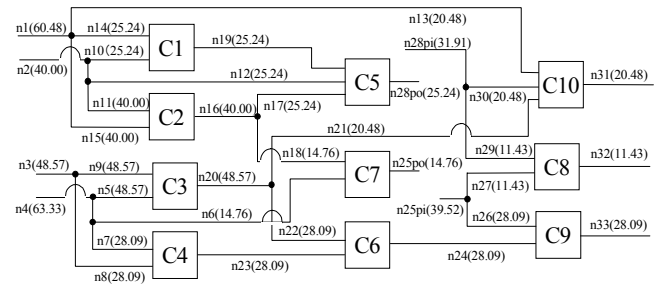 n1(60.48)
n14(25.24)
n13(20.48)
n10(25.24)
C1
n19(25.24)
n28pi(31.91)
n2(40.00)
n12(25.24)
C5
C10
n31(20.48)
n11(40.00)
n16(40.00)
n17(25.24)
n28po(25.24)
n30(20.48)
C2
n15(40.00)
n21(20.48)
n3(48.57)
n9(48.57)
n18(14.76)
n29(11.43)
n20(48.57)
C7
n25po(14.76)
C8
n32(11.43)
n5(48.57)
C3
n27(11.43)
n4(63.33)
n6(14.76)
n25pi(39.52)
n26(28.09)
n7(28.09)
n22(28.09)
C9
n33(28.09)
C4
C6
n8(28.09)
n23(28.09)
n24(28.09)